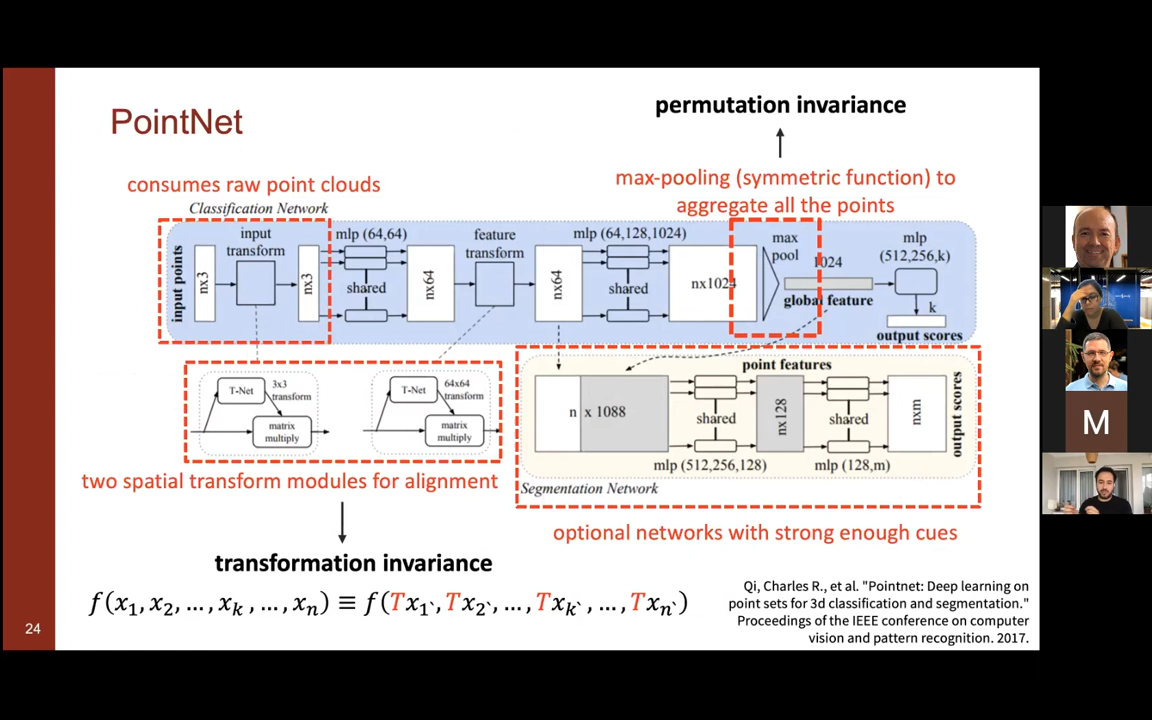 PointNet
permutation invariance
consumes raw point clouds
max-pooling (symmetric function) to
aggregate all the points
Classification Network
input points
nx3
input
transform
nx3
mlp (64,64)
shared
nx64
feature
transform
nx64
mlp (64,128,1024)
shared
nx1024
max
pool
1024
global feature
mlp
(512,256,k)
k
output scores
T-Net
3x3
transform
matrix
multiply
T-Net
64x64
transform
matrix
multiply
two spatial transform modules for alignment
point features
n x 1088
shared
mlp (512,256,128)
nx128
shared
mlp (128,m)
nxm
output scores
Segmentation Network
optional networks with strong enough cues
transformation invariance
f(x₁, x₂, ..., xₖ, ..., xₙ) ≡ f(Tx₁`, Tx₂`, ..., Txₖ`, ..., Txₙ`)
Qi, Charles R., et al. "Pointnet: Deep learning on
point sets for 3d classification and segmentation."
Proceedings of the IEEE conference on computer
vision and pattern recognition. 2017.
24
M